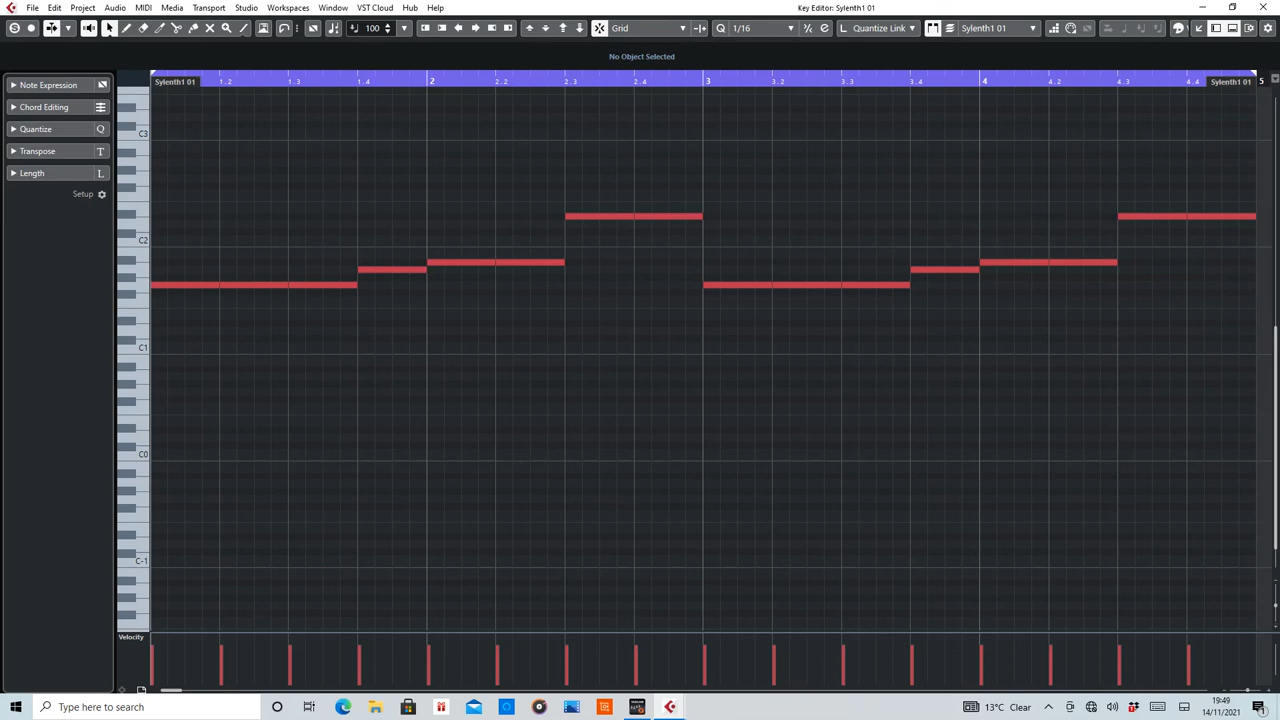 File Edit Project Audio MIDI Media Transport Studio Workspaces Window VST Cloud Hub Help
Key Editor: Sylenth1 01
S 100 Grid Q 1/16 Quantize Link Sylenth1 01
No Object Selected
1.2 1.3 1.4 2 2.2 2.3 2.4 3 3.2 3.3 3.4 4 4.3 4.4 5
Sylenth1 01 Sylenth1 01
Note Expression
Chord Editing
Quantize Q
Transpose T
Length L
Setup
C3
C2
C1
C0
C-1
Velocity
Type here to search
13°C Clear
19:49
14/11/2021